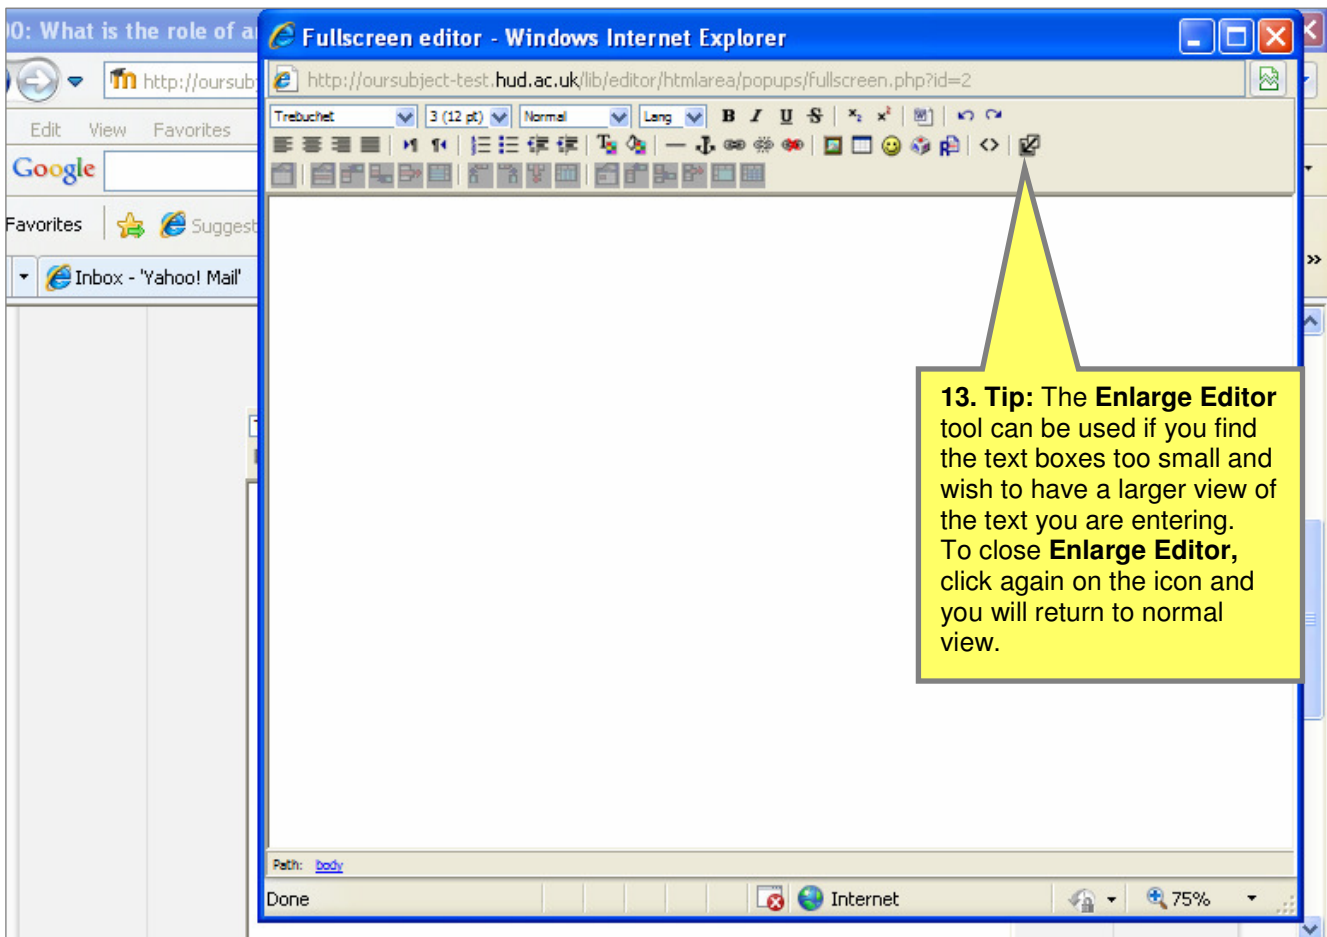 00: What is the role of a
Fullscreen editor - Windows Internet Explorer
http://oursub
http://oursubject-test.hud.ac.uk/lib/editor/htmlarea/popups/fullscreen.php?id=2
Edit View Favorites
Trebuchet 3 (12 pt) Normal Lang B I U S x₂ x²
Google
Favorites Suggest
Inbox - 'Yahoo! Mail'
13. Tip: The Enlarge Editor
tool can be used if you find
the text boxes too small and
wish to have a larger view of
the text you are entering.
To close Enlarge Editor,
click again on the icon and
you will return to normal
view.
Path: body
Done Internet 75%